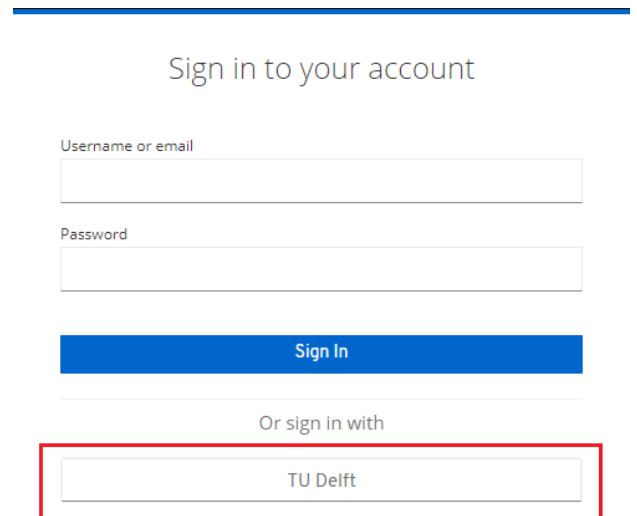 Sign in to your account
Username or email
Password
Sign In
Or sign in with
TU Delft